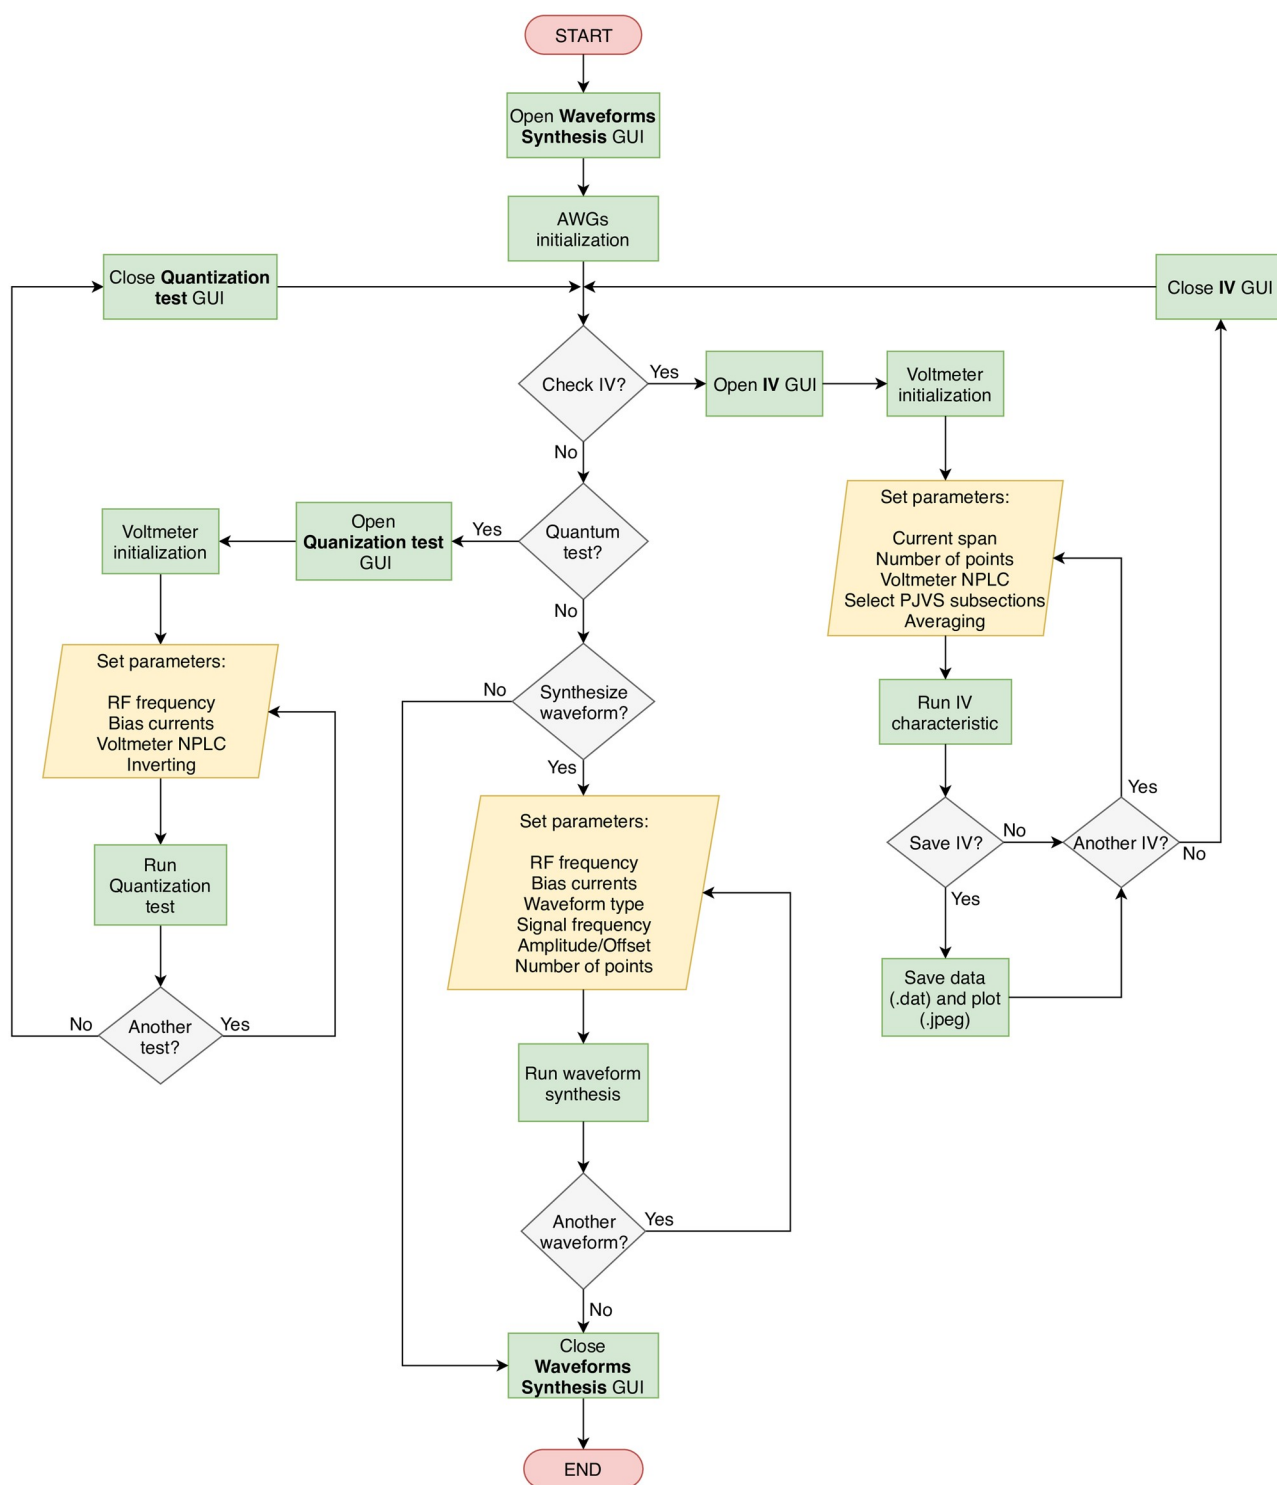 START
Open Waveforms
Synthesis GUI
AWGs
initialization
Close Quantization
test GUI
Close IV GUI
Check IV?
Yes
Open IV GUI
Voltmeter
initialization
No
Set parameters:
Current span
Number of points
Voltmeter NPLC
Select PJVS subsections
Averaging
Quantum
test?
Yes
Open
Quanization test
GUI
Voltmeter
initialization
No
Set parameters:
RF frequency
Bias currents
Voltmeter NPLC
Inverting
Synthesize
waveform?
No
Yes
Run IV
characteristic
Save IV?
No
Another IV?
Yes
No
Yes
Save data
(.dat) and plot
(.jpeg)
Run
Quantization
test
Another
test?
No
Yes
Set parameters:
RF frequency
Bias currents
Waveform type
Signal frequency
Amplitude/Offset
Number of points
Run waveform
synthesis
Another
waveform?
Yes
No
Close
Waveforms
Synthesis GUI
END